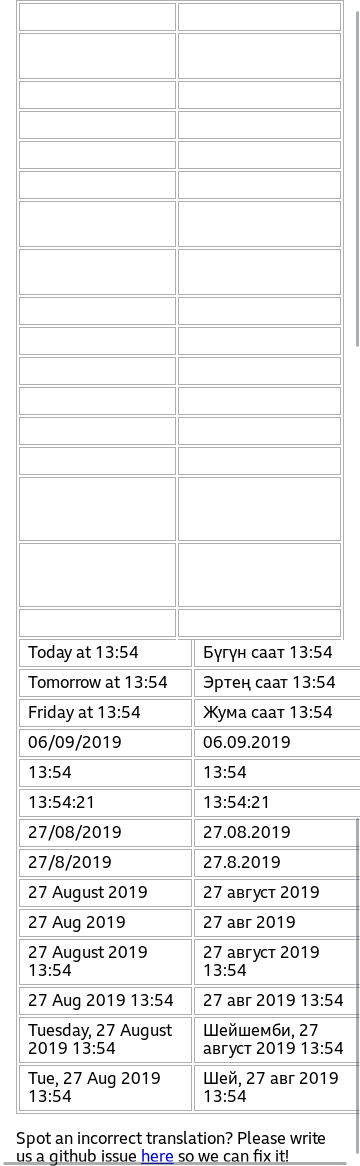 Today at 13:54 Бүгүн саат 13:54
Tomorrow at 13:54 Эртең саат 13:54
Friday at 13:54 Жума саат 13:54
06/09/2019 06.09.2019
13:54 13:54
13:54:21 13:54:21
27/08/2019 27.08.2019
27/8/2019 27.8.2019
27 August 2019 27 август 2019
27 Aug 2019 27 авг 2019
27 August 2019 27 август 2019
13:54 13:54
27 Aug 2019 13:54 27 авг 2019 13:54
Tuesday, 27 August Шейшемби, 27
2019 13:54 август 2019 13:54
Tue, 27 Aug 2019 Шей, 27 авг 2019
13:54 13:54
Spot an incorrect translation? Please write
us a github issue here so we can fix it!